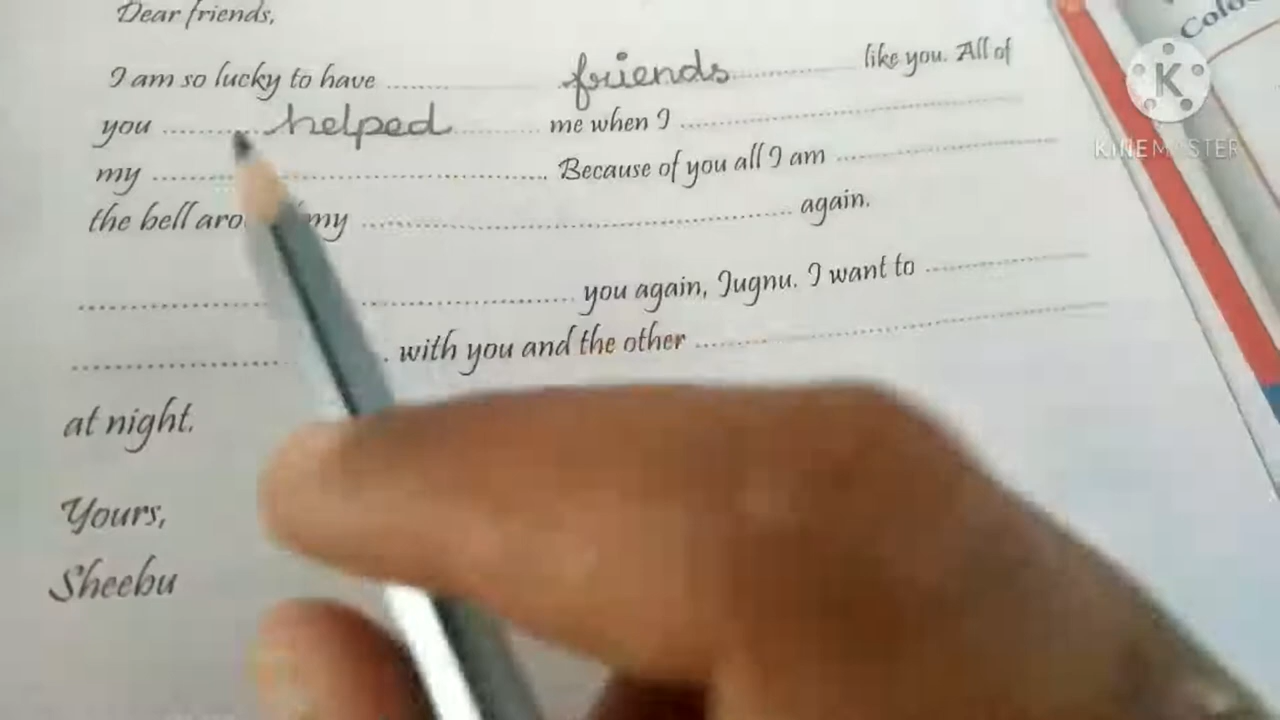 Dear friends,
I am so lucky to have .................... friends .................... like you. All of
you .................... helped .................... me when I ....................
my .................... Because of you all I am ....................
the bell aro my .................... again.
.................... you again, Jugnu. I want to ....................
.................... with you and the other ....................
at night.
Yours,
Sheebu
Colo
K
KINEMASTER